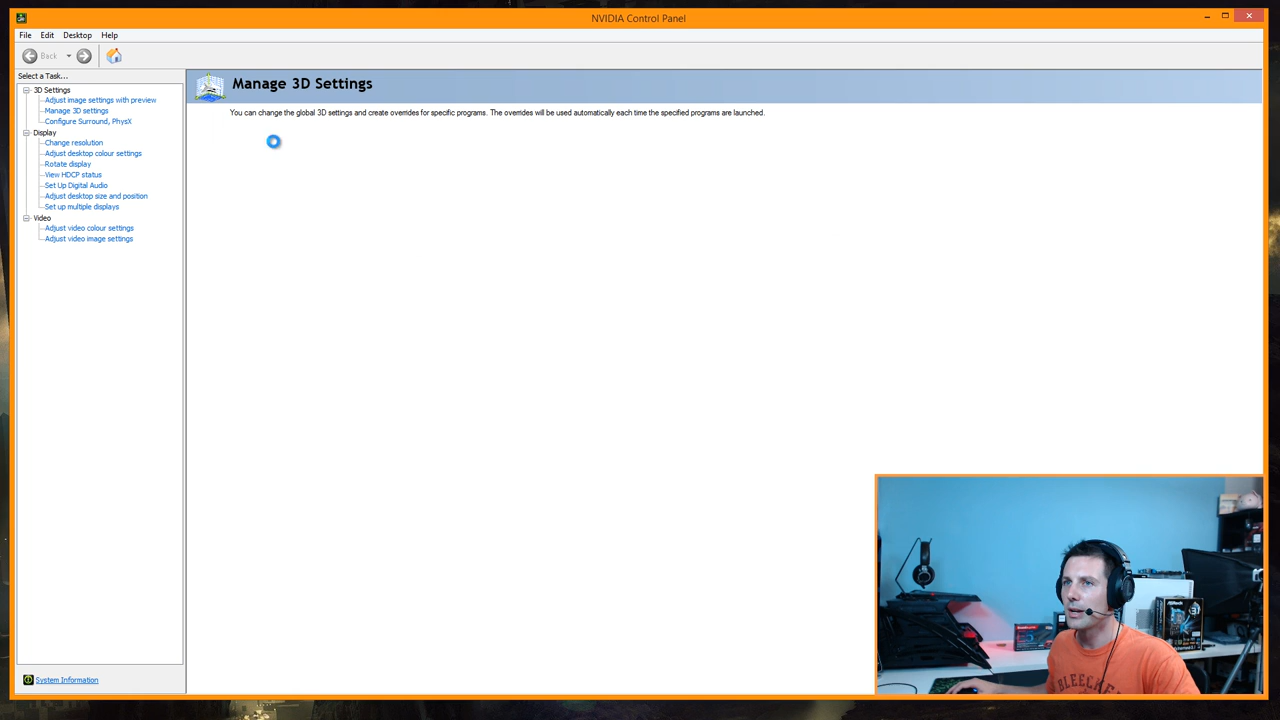 NVIDIA Control Panel
File Edit Desktop Help
Back
Select a Task...
3D Settings
Adjust image settings with preview
Manage 3D settings
Configure Surround, PhysX
Display
Change resolution
Adjust desktop colour settings
Rotate display
View HDCP status
Set Up Digital Audio
Adjust desktop size and position
Set up multiple displays
Video
Adjust video colour settings
Adjust video image settings
System Information
Manage 3D Settings
You can change the global 3D settings and create overrides for specific programs. The overrides will be used automatically each time the specified programs are launched.
ASRock
BLEECKER